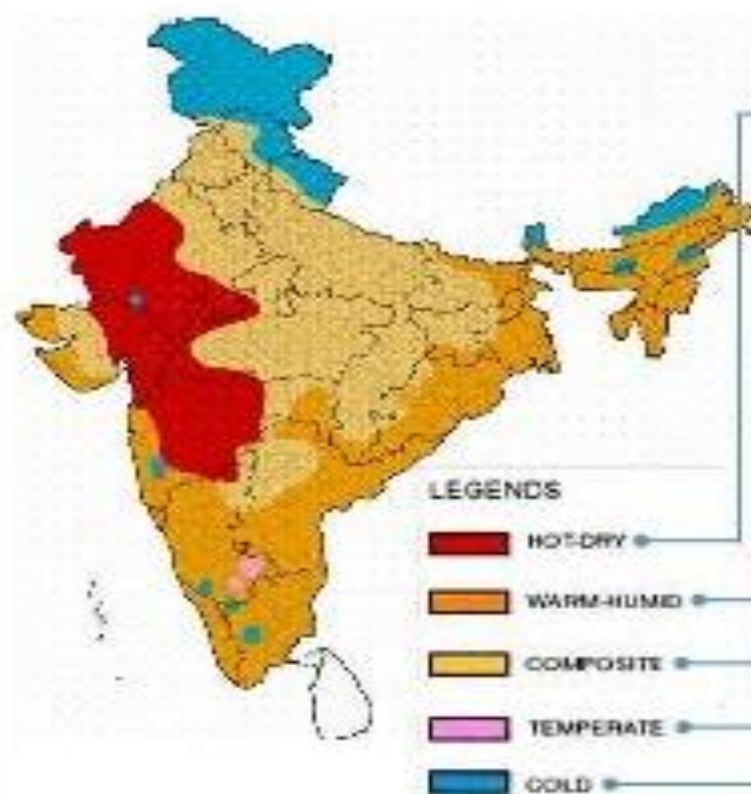 LEGENDS
HOT-DRY
WARM-HUMID
COMPOSITE
TEMPERATE
COLD